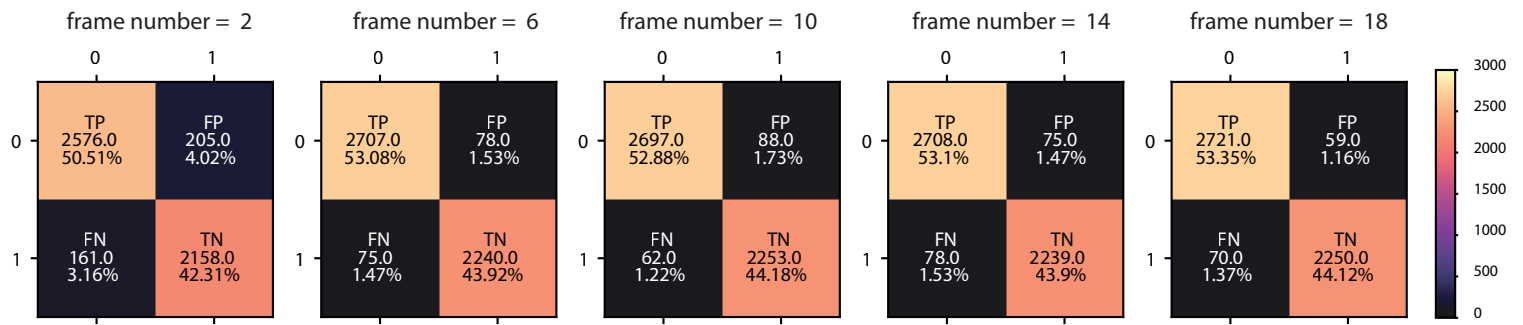 frame number = 2
0 1
0
TP
2576.0
50.51%
FP
205.0
4.02%
1
FN
161.0
3.16%
TN
2158.0
42.31%
frame number = 6
0 1
0
TP
2707.0
53.08%
FP
78.0
1.53%
1
FN
75.0
1.47%
TN
2240.0
43.92%
frame number = 10
0 1
0
TP
2697.0
52.88%
FP
88.0
1.73%
1
FN
62.0
1.22%
TN
2253.0
44.18%
frame number = 14
0 1
0
TP
2708.0
53.1%
FP
75.0
1.47%
1
FN
78.0
1.53%
TN
2239.0
43.9%
frame number = 18
0 1
0
TP
2721.0
53.35%
FP
59.0
1.16%
1
FN
70.0
1.37%
TN
2250.0
44.12%
3000
2500
2000
1500
1000
500
0